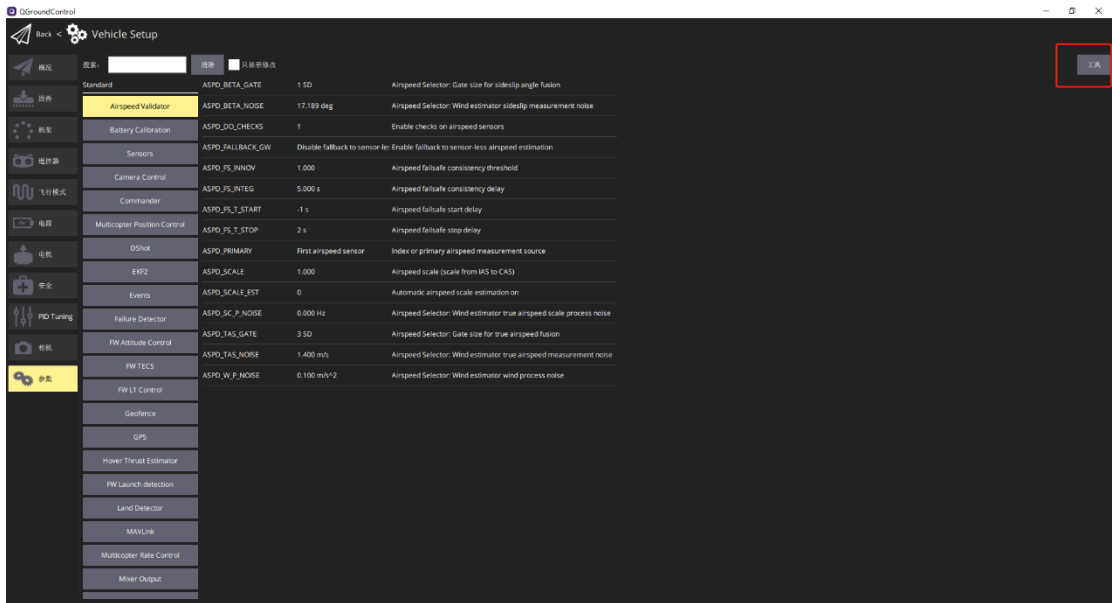 QGroundControl
Back < Vehicle Setup
概况
固件
机架
遥控器
飞行模式
电源
电机
安全
PID Tuning
相机
参数
搜索:
清除
只显示修改
工具
Standard
Airspeed Validator
Battery Calibration
Sensors
Camera Control
Commander
Multicopter Position Control
DShot
EKF2
Events
Failure Detector
FW Attitude Control
FW TECS
FW L1 Control
Geofence
GPS
Hover Thrust Estimator
FW Launch detection
Land Detector
MAVLink
Multicopter Rate Control
Mixer Output
ASPD_BETA_GATE 1 SD Airspeed Selector: Gate size for sideslip angle fusion
ASPD_BETA_NOISE 17.189 deg Airspeed Selector: Wind estimator sideslip measurement noise
ASPD_DO_CHECKS 1 Enable checks on airspeed sensors
ASPD_FALLBACK_GW Disable fallback to sensor-les Enable fallback to sensor-less airspeed estimation
ASPD_FS_INNOV 1.000 Airspeed failsafe consistency threshold
ASPD_FS_INTEG 5.000 s Airspeed failsafe consistency delay
ASPD_FS_T_START -1 s Airspeed failsafe start delay
ASPD_FS_T_STOP 2 s Airspeed failsafe stop delay
ASPD_PRIMARY First airspeed sensor Index or primary airspeed measurement source
ASPD_SCALE 1.000 Airspeed scale (scale from IAS to CAS)
ASPD_SCALE_EST 0 Automatic airspeed scale estimation on
ASPD_SC_P_NOISE 0.000 Hz Airspeed Selector: Wind estimator true airspeed scale process noise
ASPD_TAS_GATE 3 SD Airspeed Selector: Gate size for true airspeed fusion
ASPD_TAS_NOISE 1.400 m/s Airspeed Selector: Wind estimator true airspeed measurement noise
ASPD_W_P_NOISE 0.100 m/s^2 Airspeed Selector: Wind estimator wind process noise